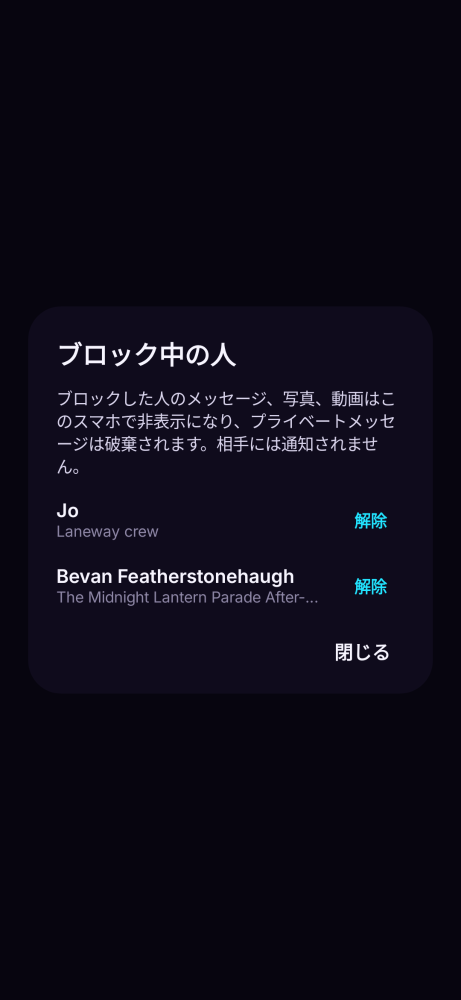 ブロック中の人
ブロックした人のメッセージ、写真、動画はこ
のスマホで非表示になり、プライベートメッセ
ージは破棄されます。相手には通知されませ
ん。
Jo
Laneway crew
解除
Bevan Featherstonehaugh
The Midnight Lantern Parade After-...
解除
閉じる